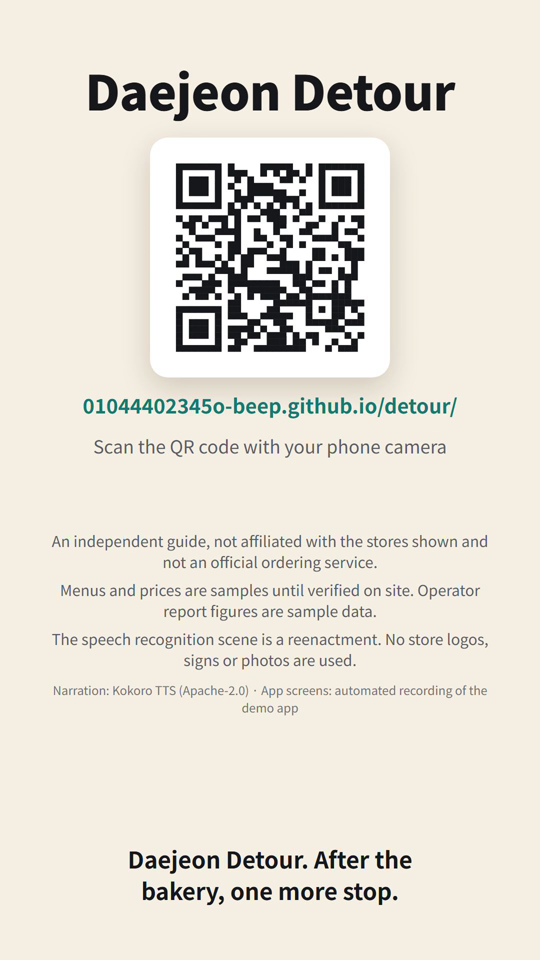 Daejeon Detour
01044402345o-beep.github.io/detour/
Scan the QR code with your phone camera
An independent guide, not affiliated with the stores shown and
not an official ordering service.
Menus and prices are samples until verified on site. Operator
report figures are sample data.
The speech recognition scene is a reenactment. No store logos,
signs or photos are used.
Narration: Kokoro TTS (Apache-2.0) · App screens: automated recording of the
demo app
Daejeon Detour. After the
bakery, one more stop.